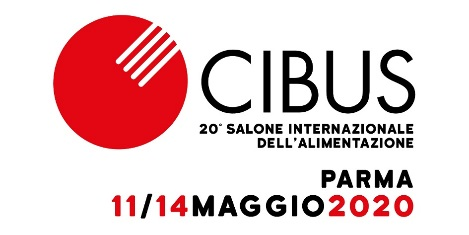 CIBUS
20° SALONE INTERNAZIONALE
DELL'ALIMENTAZIONE
PARMA
11/14MAGGIO2020